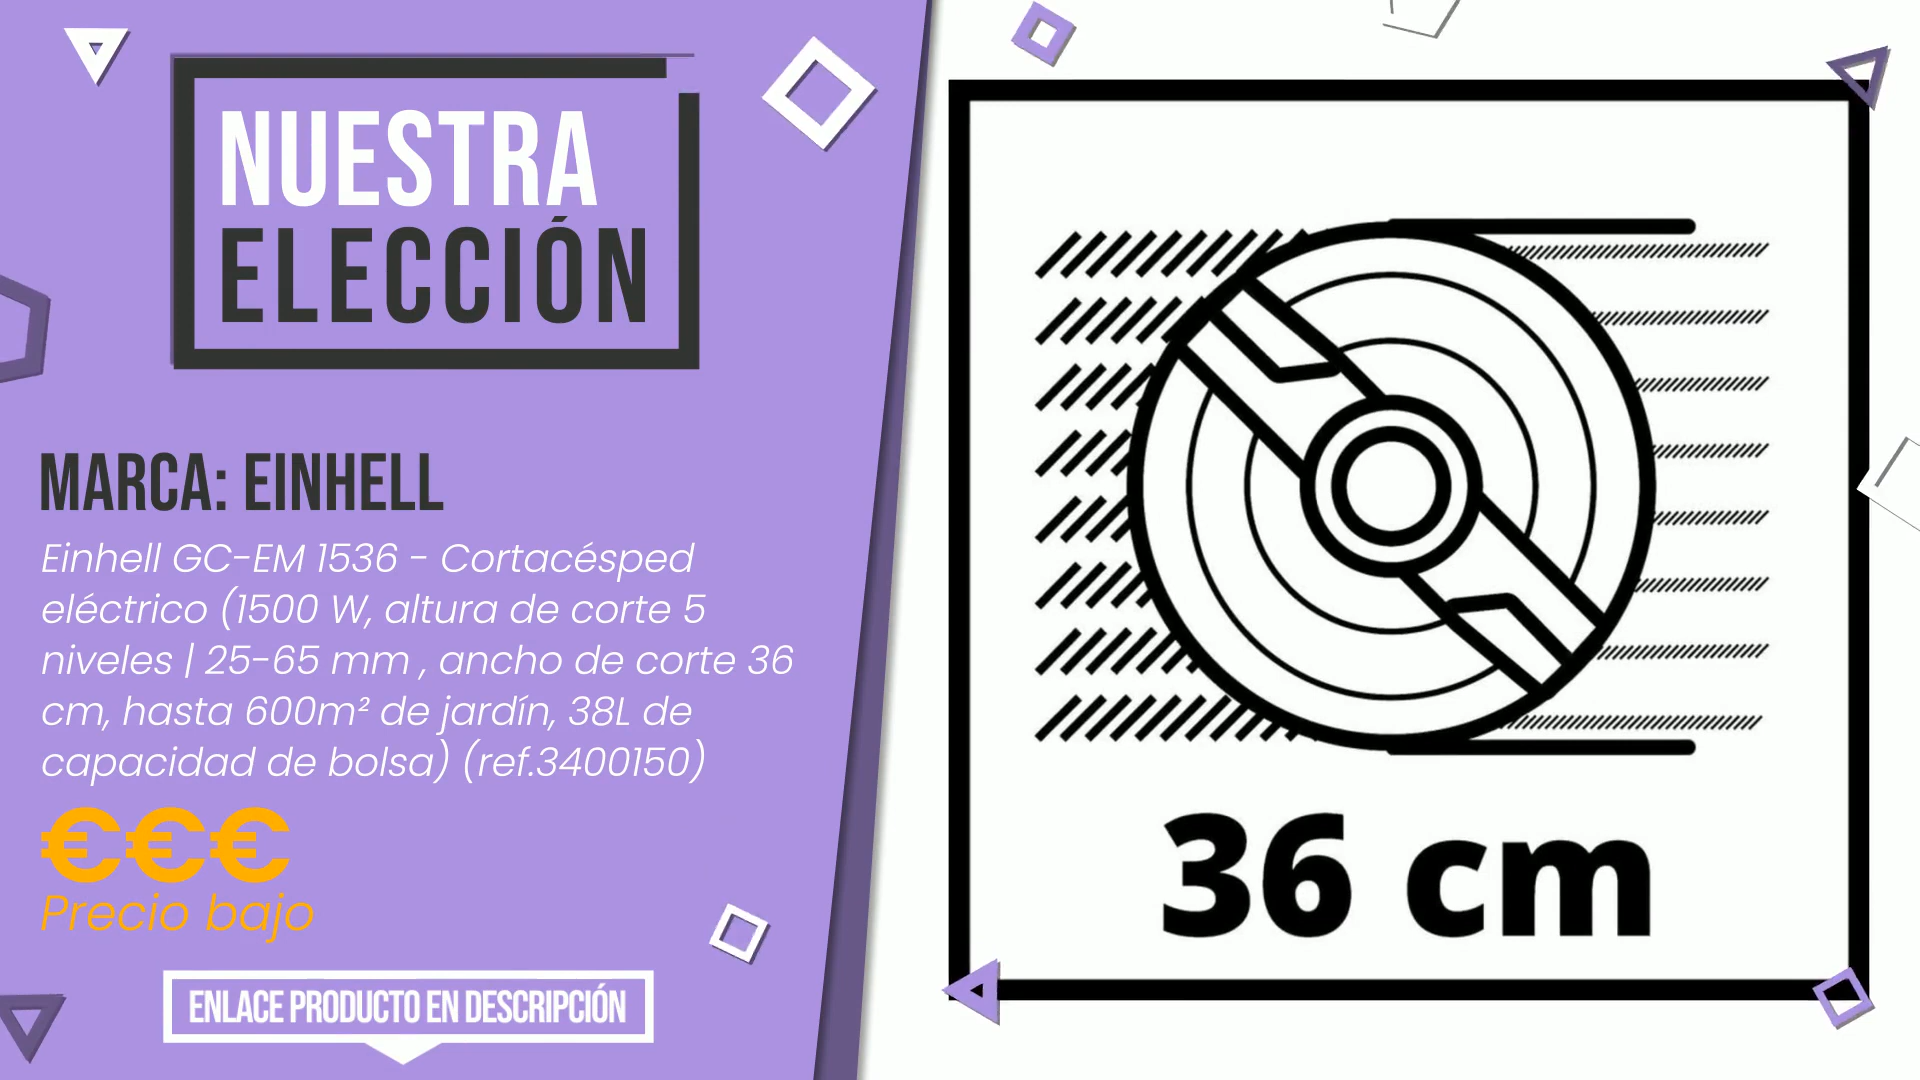 NUESTRA
ELECCIÓN
MARCA: EINHELL
Einhell GC-EM 1536 - Cortacésped
eléctrico (1500 W, altura de corte 5
niveles | 25-65 mm , ancho de corte 36
cm, hasta 600m² de jardín, 38L de
capacidad de bolsa) (ref.3400150)
€€€
Precio bajo
ENLACE PRODUCTO EN DESCRIPCIÓN
36 cm